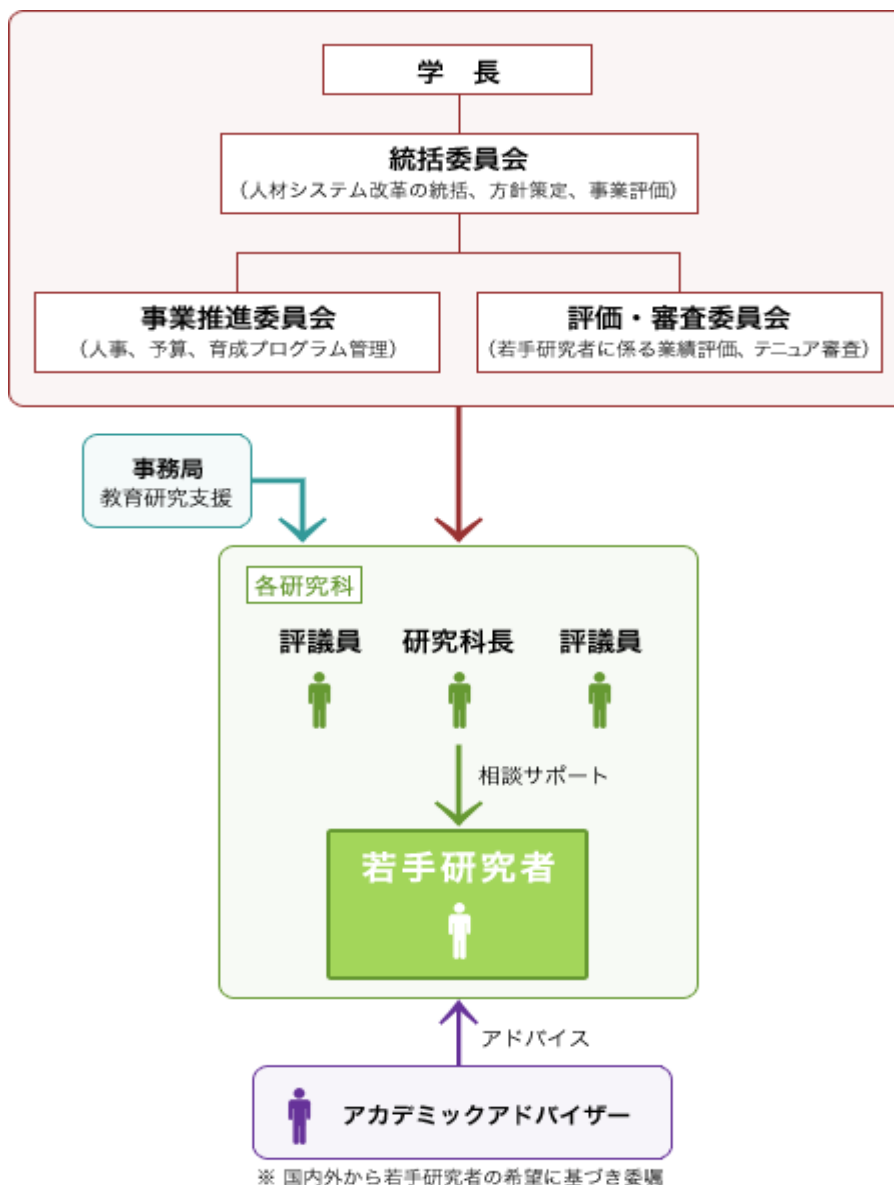 学 長
統括委員会
（人材システム改革の統括、方針策定、事業評価）
事業推進委員会
（人事、予算、育成プログラム管理）
評価・審査委員会
（若手研究者に係る業績評価、テニュア審査）
事務局
教育研究支援
各研究科
評議員
研究科長
評議員
相談サポート
若手研究者
アドバイス
アカデミックアドバイザー
※ 国内外から若手研究者の希望に基づき委嘱